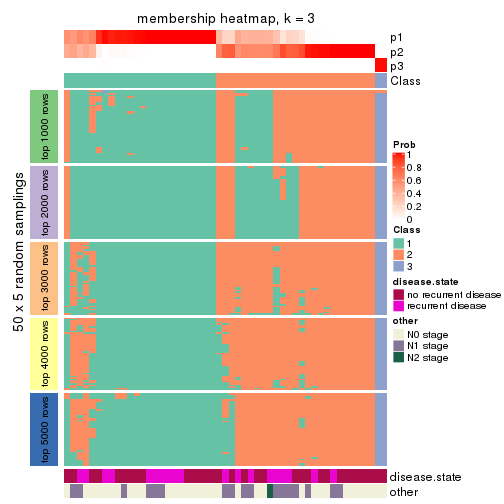 membership heatmap, k = 3
p1
p2
p3
Class
50 x 5 random samplings
top 1000 rows
top 2000 rows
top 3000 rows
top 4000 rows
top 5000 rows
Prob
1
0.8
0.6
0.4
0.2
0
Class
1
2
3
disease.state
no recurrent disease
recurrent disease
other
N0 stage
N1 stage
N2 stage
disease.state
other